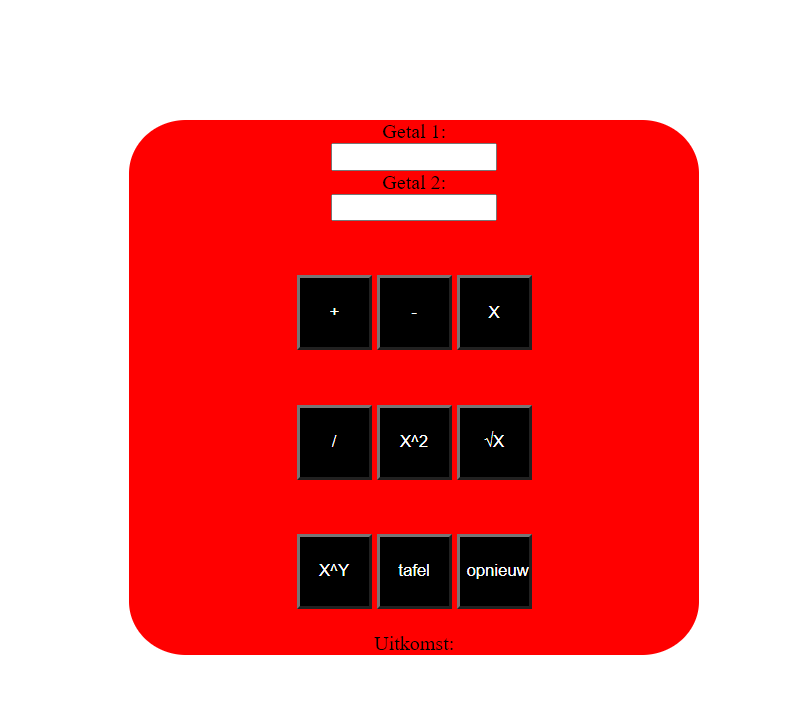 Getal 1:
Getal 2:
+ - X
/ X^2 √X
X^Y tafel opnieuw
Uitkomst: